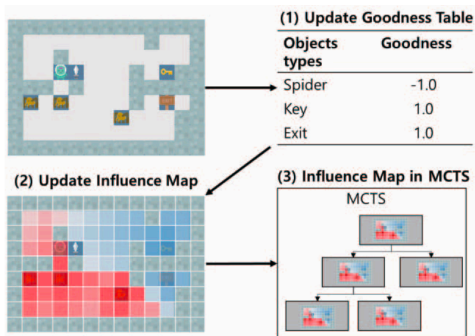 (1) Update Goodness Table
Objects types Goodness
Spider -1.0
Key 1.0
Exit 1.0
(2) Update Influence Map
(3) Influence Map in MCTS
MCTS